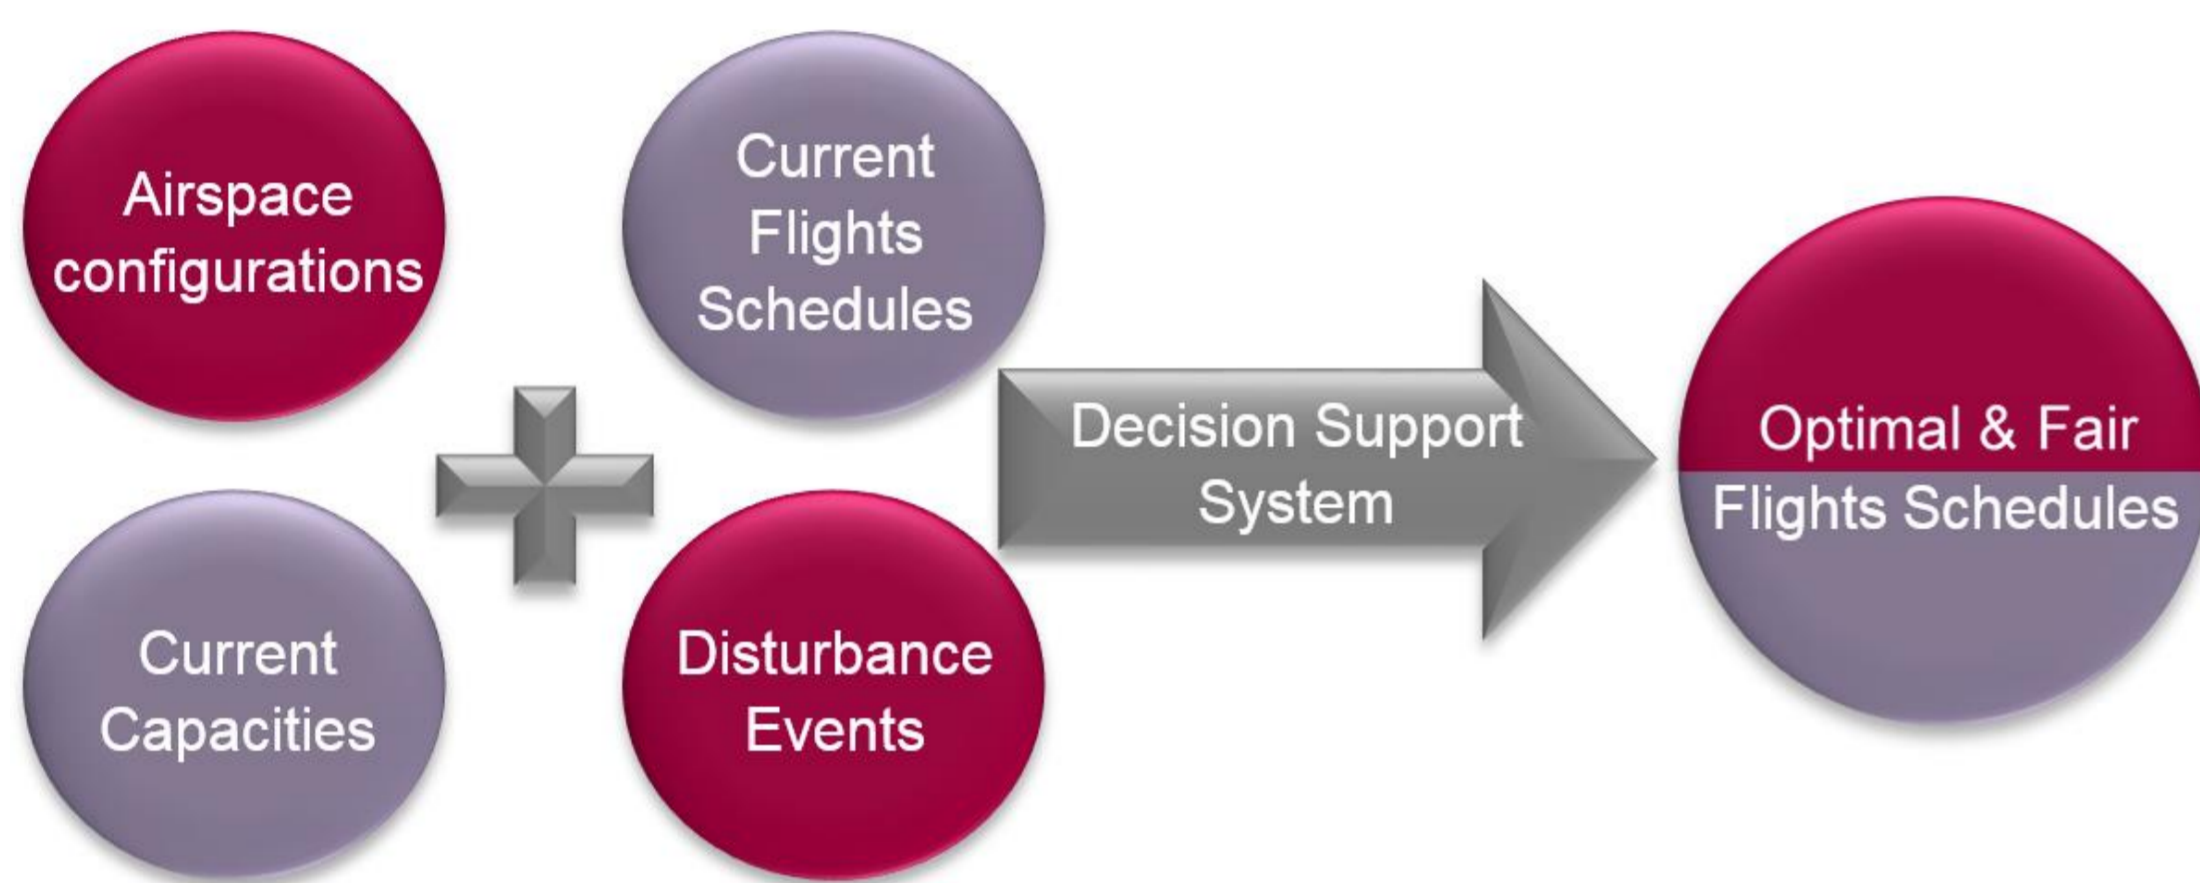 Airspace
configurations
Current
Flights
Schedules
Current
Capacities
Disturbance
Events
Decision Support
System
Optimal & Fair
Flights Schedules